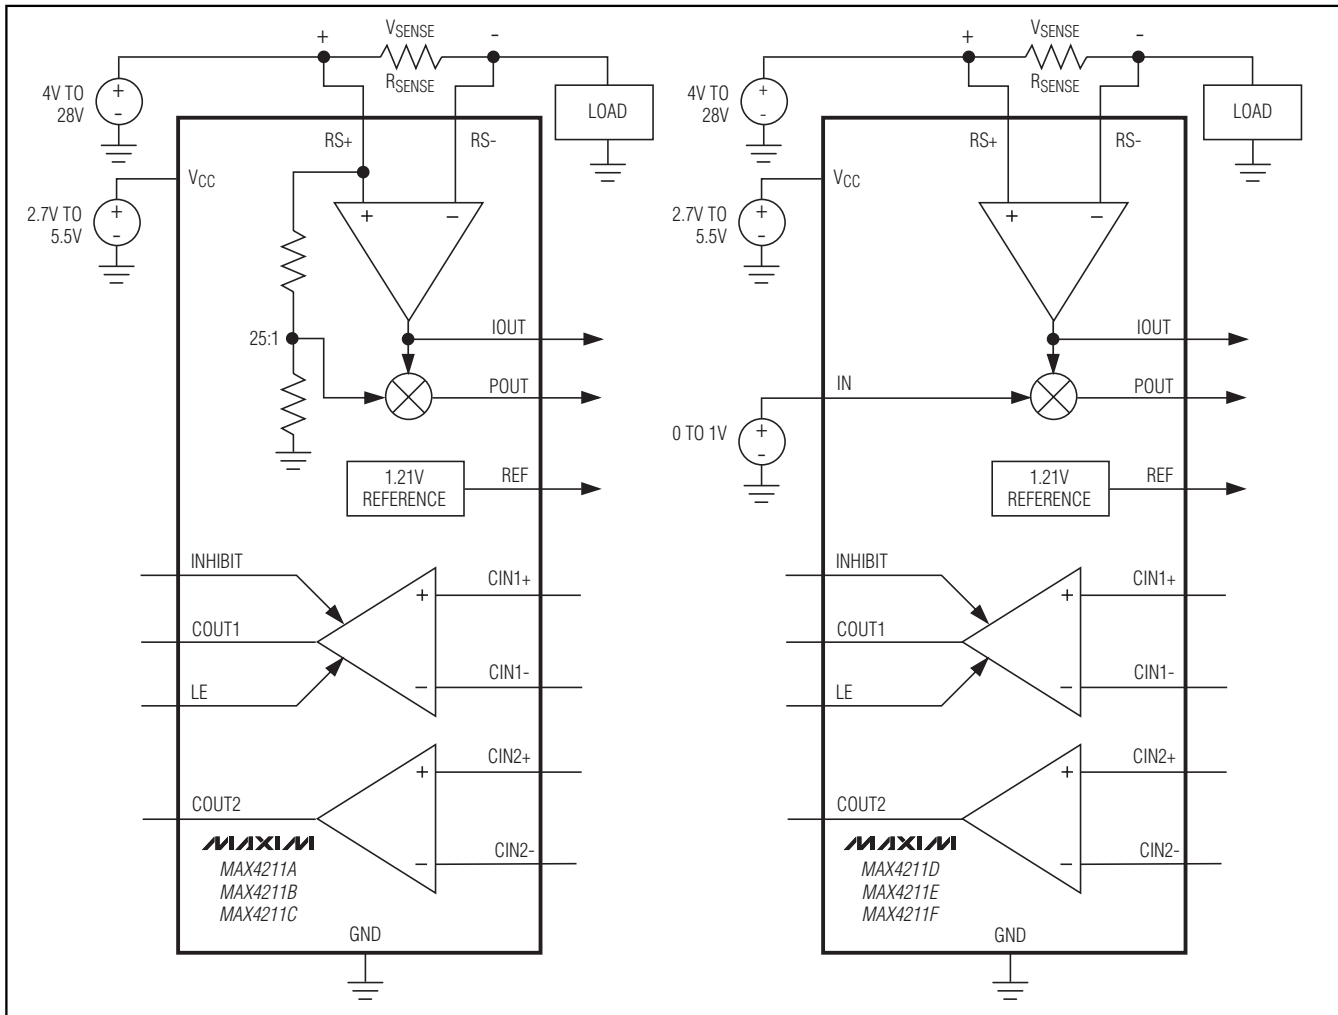 +
VSENSE
-
RSENSE
4V TO
28V
+
-
LOAD
RS+
RS-
VCC
2.7V TO
5.5V
+
-
+
−
25:1
IOUT
POUT
1.21V
REFERENCE
REF
INHIBIT
COUT1
LE
+
−
CIN1+
CIN1-
COUT2
+
−
CIN2+
CIN2-
MAXIM
MAX4211A
MAX4211B
MAX4211C
GND
+
VSENSE
-
RSENSE
4V TO
28V
+
-
LOAD
RS+
RS-
VCC
2.7V TO
5.5V
+
-
+
−
IOUT
IN
POUT
0 TO 1V
+
-
1.21V
REFERENCE
REF
INHIBIT
COUT1
LE
+
−
CIN1+
CIN1-
COUT2
+
−
CIN2+
CIN2-
MAXIM
MAX4211D
MAX4211E
MAX4211F
GND